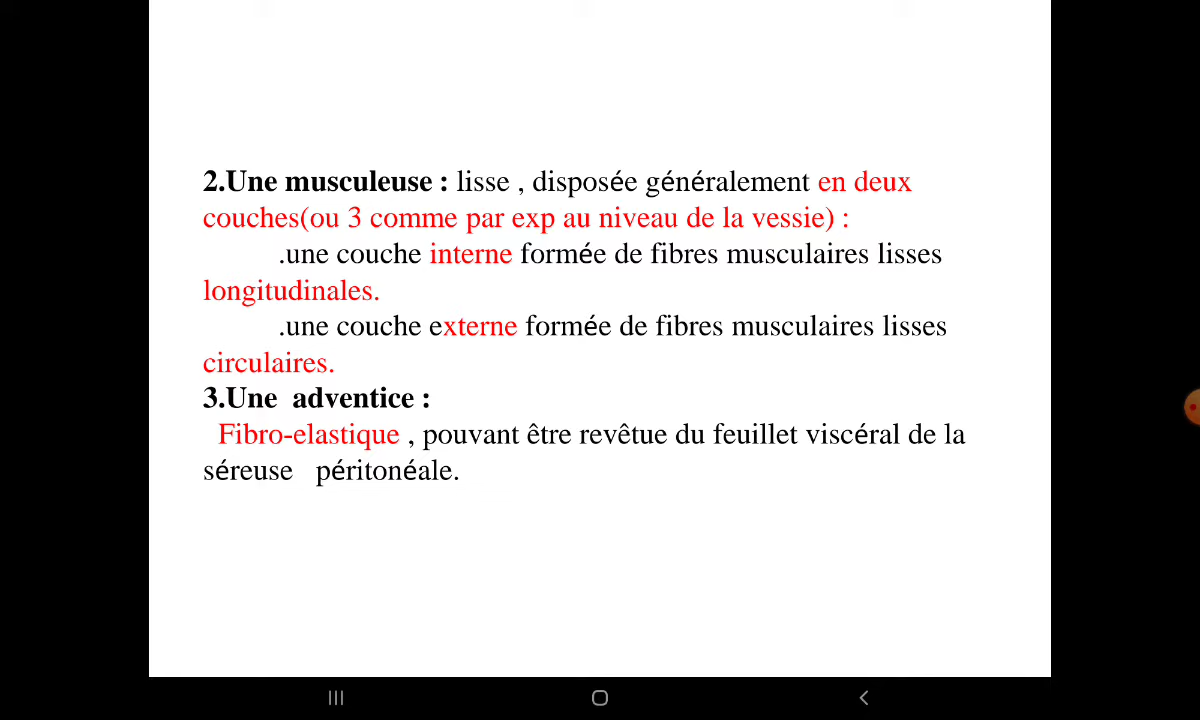 2.Une musculeuse : lisse , disposée généralement en deux
couches(ou 3 comme par exp au niveau de la vessie) :
.une couche interne formée de fibres musculaires lisses
longitudinales.
.une couche externe formée de fibres musculaires lisses
circulaires.
3.Une adventice :
Fibro-elastique , pouvant être revêtue du feuillet viscéral de la
séreuse péritonéale.